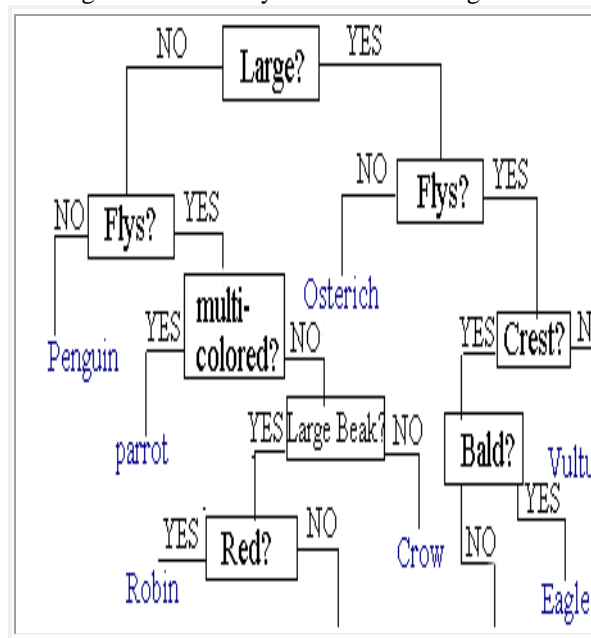 NO
YES
Large?
NO
YES
Flys?
NO
YES
Flys?
Osterich
Penguin
YES
multi-
colored?
NO
YES
Crest?
N
parrot
YES
Large Beak?
NO
Bald?
Vultu
YES
YES
Red?
NO
Crow
NO
Robin
Eagle